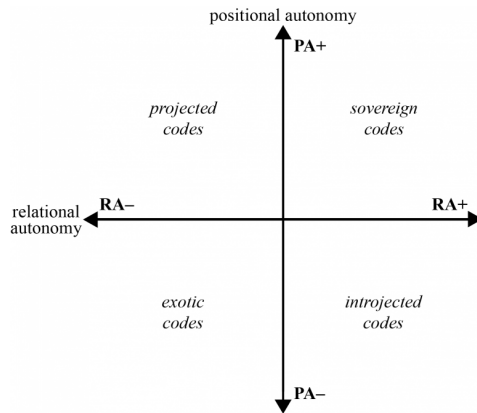 positional autonomy
PA+
projected
codes
sovereign
codes
relational
autonomy
RA−
RA+
exotic
codes
introjected
codes
PA−